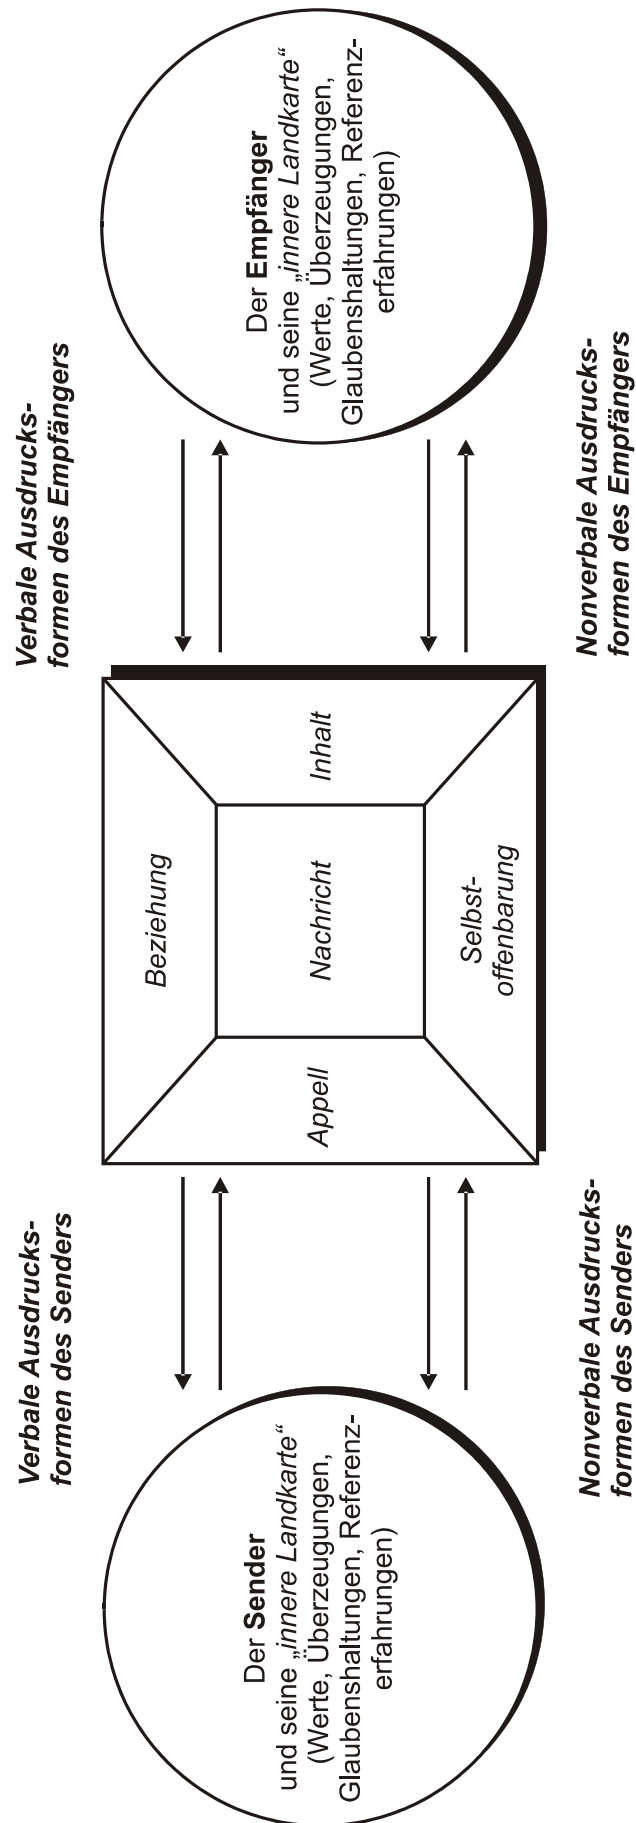 Verbale Ausdrucks-
formen des Senders
Verbale Ausdrucks-
formen des Empfängers
Der Sender
und seine „innere Landkarte“
(Werte, Überzeugungen,
Glaubenshaltungen, Referenz-
erfahrungen)
Appell
Beziehung
Nachricht
Selbst-
offenbarung
Inhalt
Der Empfänger
und seine „innere Landkarte“
(Werte, Überzeugungen,
Glaubenshaltungen, Referenz-
erfahrungen)
Nonverbale Ausdrucks-
formen des Senders
Nonverbale Ausdrucks-
formen des Empfängers